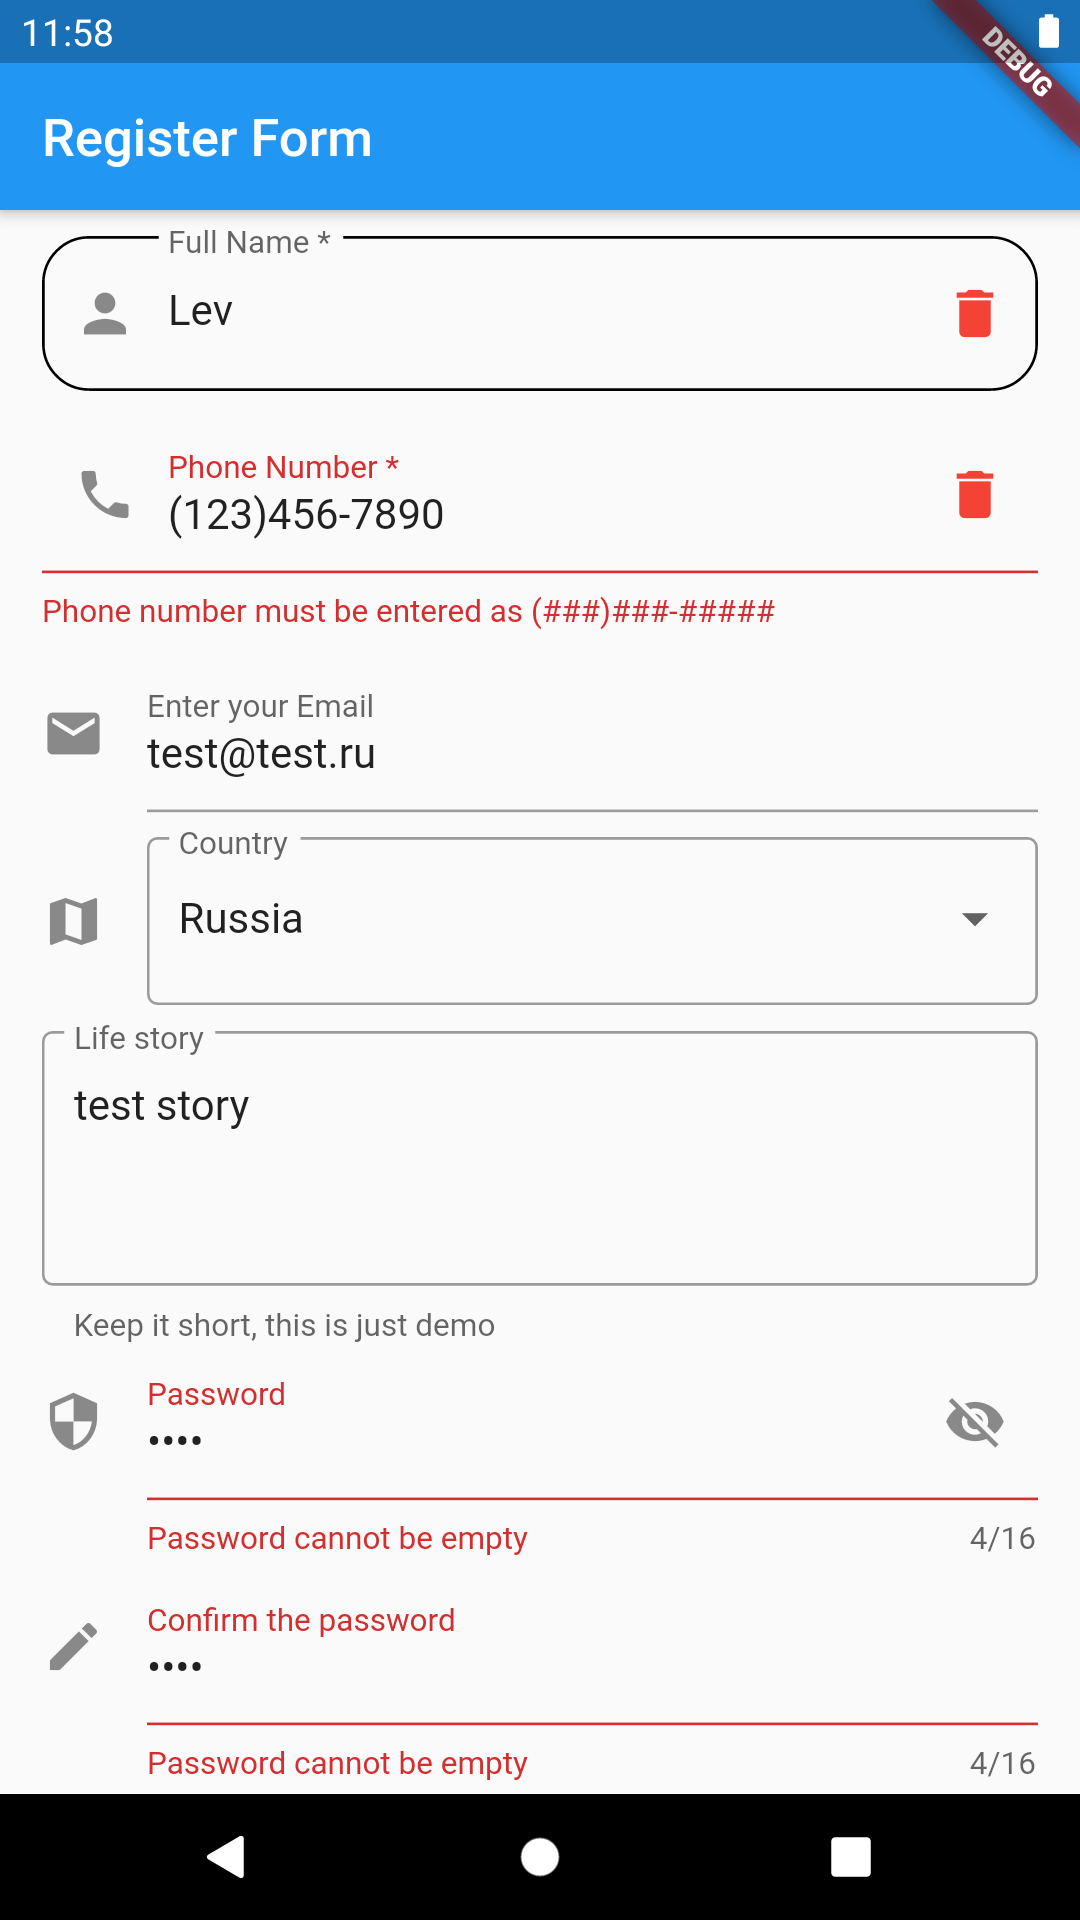 11:58
DEBUG
Register Form
Full Name *
Lev
Phone Number *
(123)456-7890
Phone number must be entered as (###)###-#####
Enter your Email
test@test.ru
Country
Russia
Life story
test story
Keep it short, this is just demo
Password
••••
Password cannot be empty 4/16
Confirm the password
••••
Password cannot be empty 4/16